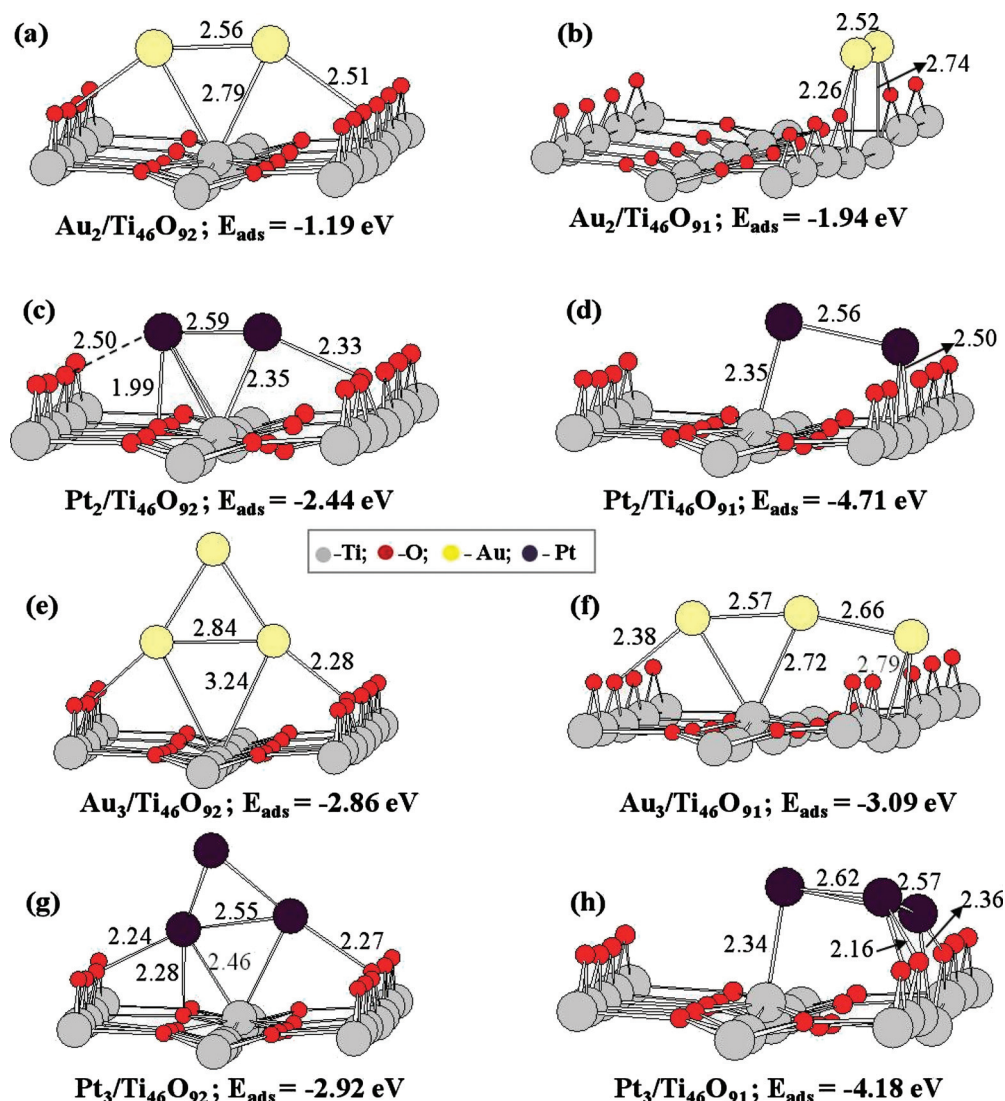 (a)
2.56
2.79
2.51
Au2/Ti46O92; Eads = -1.19 eV
(b)
2.52
2.26
2.74
Au2/Ti46O91; Eads = -1.94 eV
(c)
2.50
2.59
2.33
1.99
2.35
Pt2/Ti46O92; Eads = -2.44 eV
(d)
2.56
2.50
2.35
Pt2/Ti46O91; Eads = -4.71 eV
-Ti; -O; - Au; - Pt
(e)
2.84
3.24
2.28
Au3/Ti46O92; Eads = -2.86 eV
(f)
2.57
2.66
2.38
2.72
2.79
Au3/Ti46O91; Eads = -3.09 eV
(g)
2.55
2.24
2.28
2.46
2.27
Pt3/Ti46O92; Eads = -2.92 eV
(h)
2.62
2.57
2.36
2.34
2.16
Pt3/Ti46O91; Eads = -4.18 eV